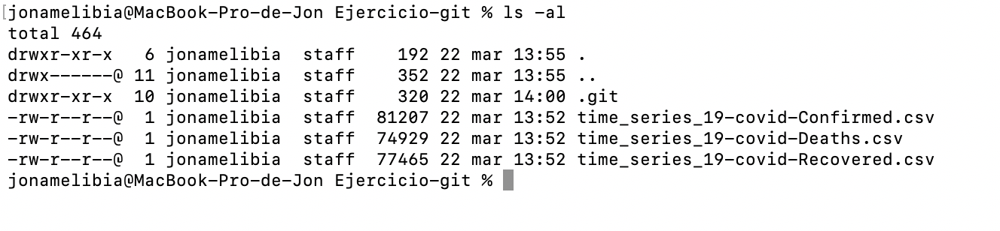 [jonamelibia@MacBook-Pro-de-Jon Ejercicio-git % ls -al
total 464
drwxr-xr-x   6 jonamelibia  staff    192 22 mar 13:55 .
drwx------@ 11 jonamelibia  staff    352 22 mar 13:55 ..
drwxr-xr-x  10 jonamelibia  staff    320 22 mar 14:00 .git
-rw-r--r--@  1 jonamelibia  staff  81207 22 mar 13:52 time_series_19-covid-Confirmed.csv
-rw-r--r--@  1 jonamelibia  staff  74929 22 mar 13:52 time_series_19-covid-Deaths.csv
-rw-r--r--@  1 jonamelibia  staff  77465 22 mar 13:52 time_series_19-covid-Recovered.csv
jonamelibia@MacBook-Pro-de-Jon Ejercicio-git %